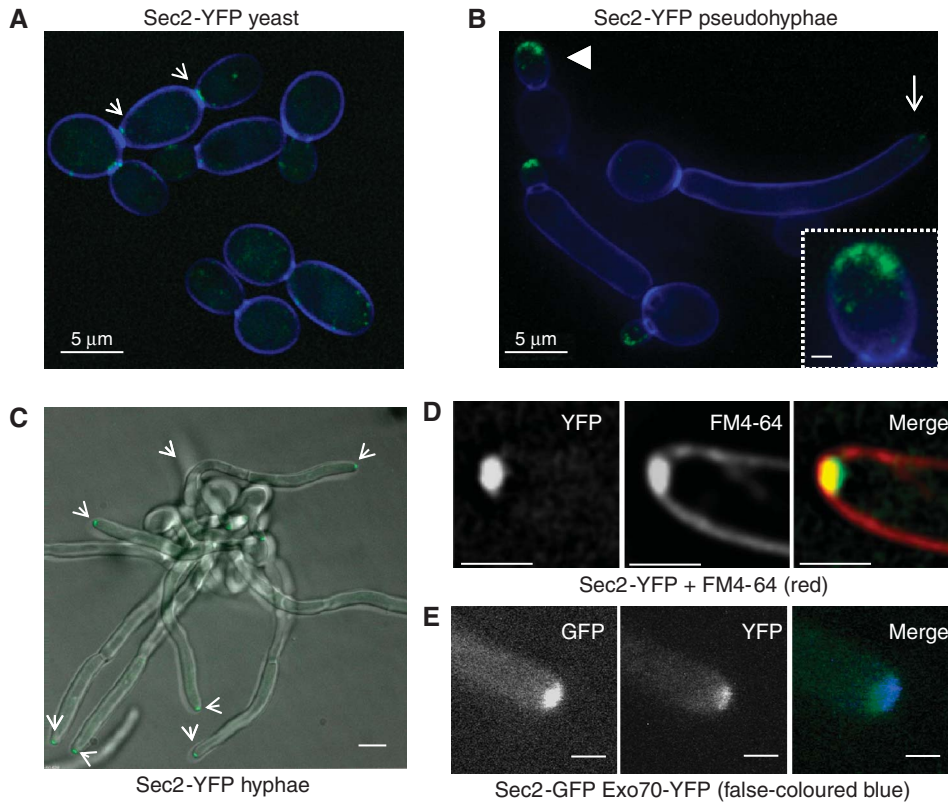 A
Sec2-YFP yeast
5 μm
B
Sec2-YFP pseudohyphae
5 μm
C
Sec2-YFP hyphae
D
YFP
FM4-64
Merge
Sec2-YFP + FM4-64 (red)
E
GFP
YFP
Merge
Sec2-GFP Exo70-YFP (false-coloured blue)